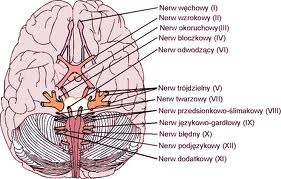 Nerw węchowy (I)
Nerw wzrokowy (II)
Nerw okoruchowy(III)
Nerw bloczkowy (IV)
Nerw odwodzący (VI)
Nerw trójdzielny (V)
Nerw twarzowy (VII)
Nerw przedsionkowo-ślimakowy (VIII)
Nerw językowo-gardłowy (IX)
Nerw błędny (X)
Nerw podjęzykowy (XII)
Nerw dodatkowy (XI)